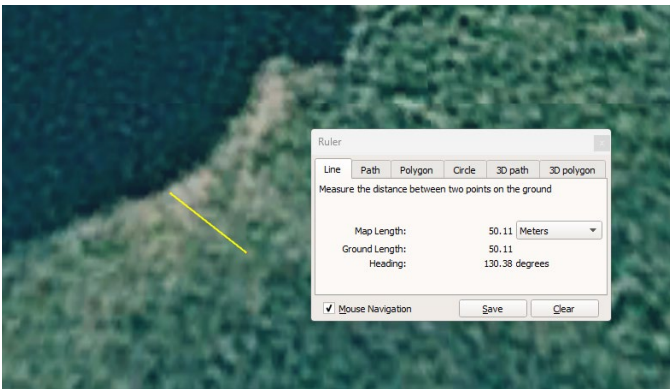 Ruler
Line Path Polygon Circle 3D path 3D polygon
Measure the distance between two points on the ground
Map Length: 50.11 Meters
Ground Length: 50.11
Heading: 130.38 degrees
Mouse Navigation Save Clear